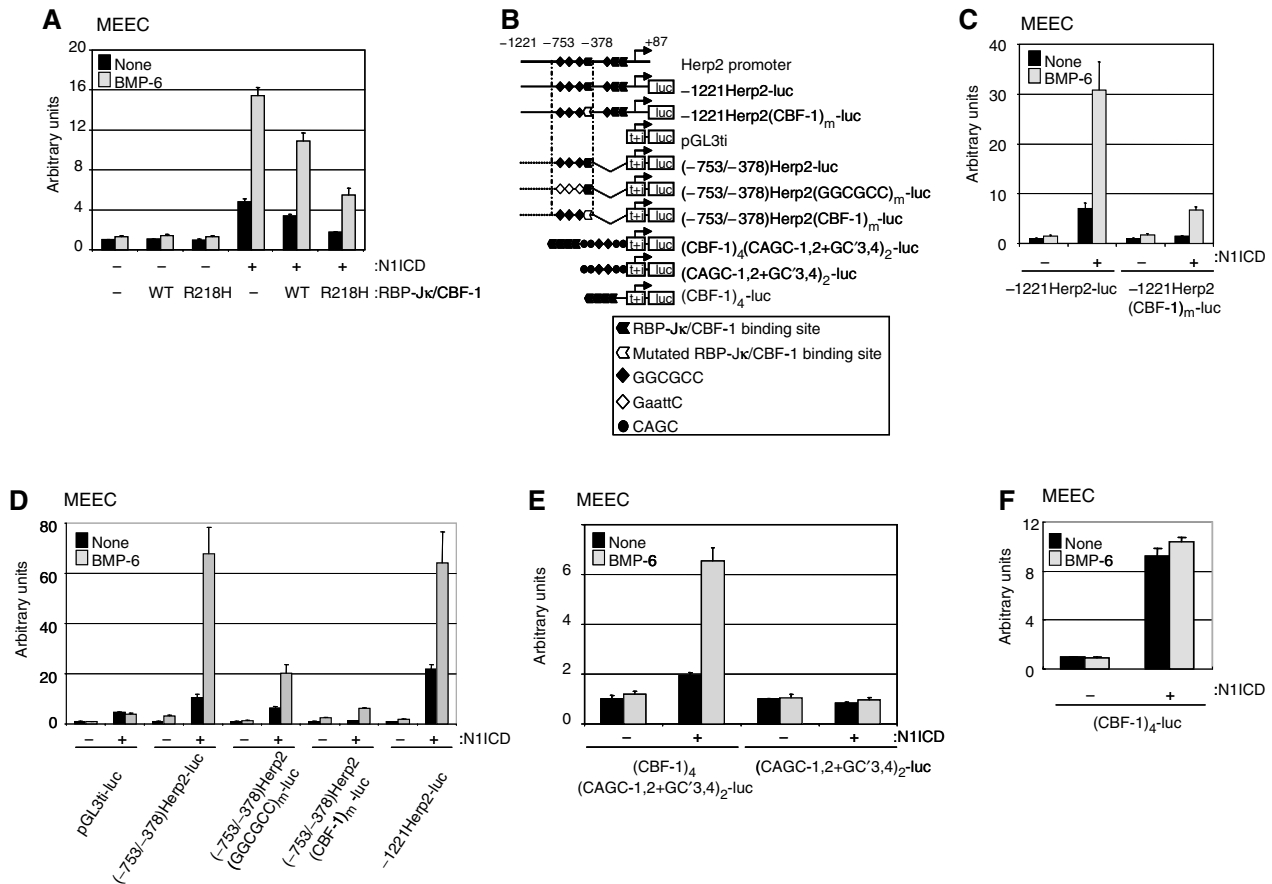 A
MEEC
Arbitrary units
20
16
12
8
4
0
None
BMP-6
– – – + + + :N1ICD
– WT R218H – WT R218H :RBP-Jκ/CBF-1
B
–1221 –753 –378 +87
Herp2 promoter
luc –1221Herp2-luc
luc –1221Herp2(CBF-1)m-luc
t+i luc pGL3ti
t+i luc (–753/–378)Herp2-luc
t+i luc (–753/–378)Herp2(GGCGCC)m-luc
t+i luc (–753/–378)Herp2(CBF-1)m-luc
t+i luc (CBF-1)4(CAGC-1,2+GC′3,4)2-luc
t+i luc (CAGC-1,2+GC′3,4)2-luc
t+i luc (CBF-1)4-luc
RBP-Jκ/CBF-1 binding site
Mutated RBP-Jκ/CBF-1 binding site
GGCGCC
GaattC
CAGC
C
MEEC
Arbitrary units
40
30
20
10
0
None
BMP-6
– + – + :N1ICD
–1221Herp2-luc –1221Herp2
(CBF-1)m-luc
D
MEEC
Arbitrary units
80
60
40
20
0
None
BMP-6
– + – + – + – + – + :N1ICD
pGL3ti-luc
(–753/–378)Herp2-luc
(–753/–378)Herp2
(GGCGCC)m-luc
(–753/–378)Herp2
(CBF-1)m-luc
–1221Herp2-luc
E
MEEC
Arbitrary units
6
4
2
0
None
BMP-6
– + – + :N1ICD
(CBF-1)4 (CAGC-1,2+GC′3,4)2-luc
(CAGC-1,2+GC′3,4)2-luc
F
MEEC
Arbitrary units
12
8
4
0
None
BMP-6
– + :N1ICD
(CBF-1)4-luc